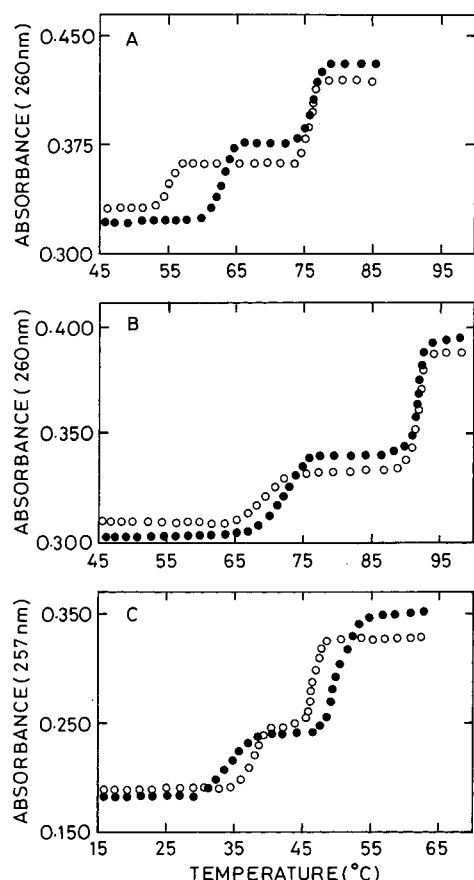 A
ABSORBANCE (260nm)
0.450
0.375
0.300
45 55 65 75 85 95
B
ABSORBANCE (260nm)
0.400
0.350
0.300
45 55 65 75 85 95
C
ABSORBANCE (257nm)
0.350
0.250
0.150
15 25 35 45 55 65
TEMPERATURE(°C)